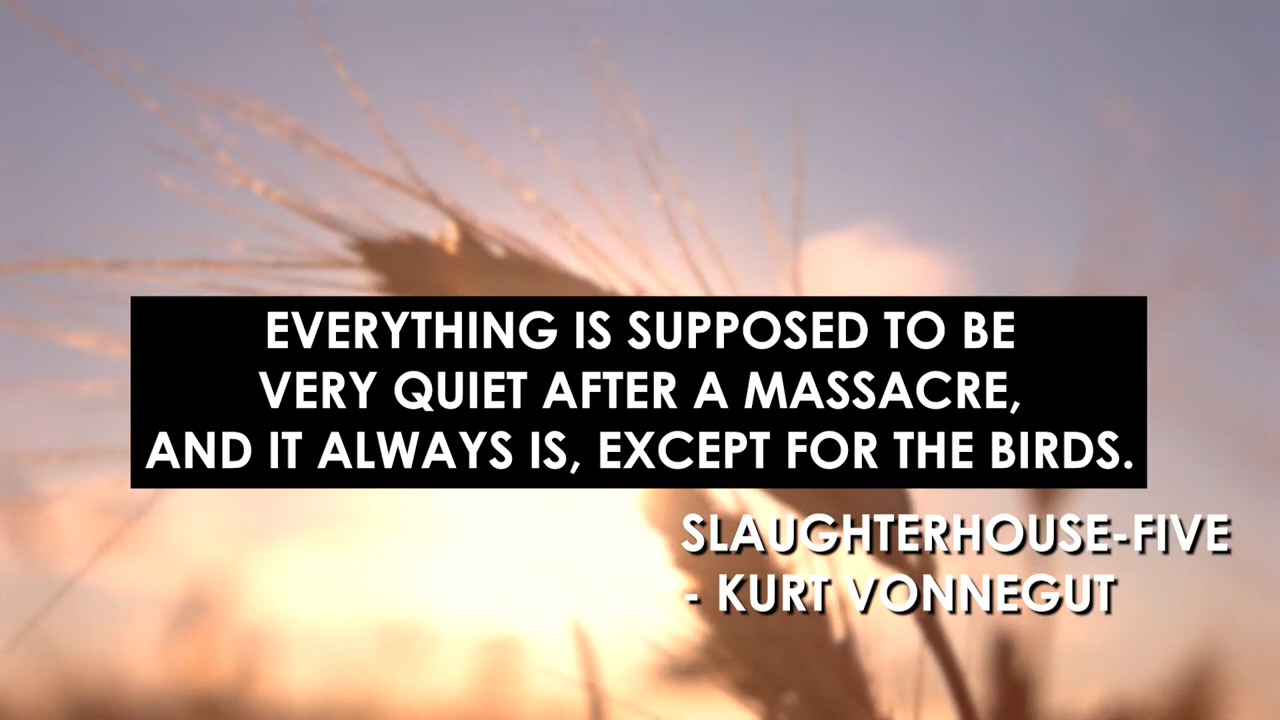 EVERYTHING IS SUPPOSED TO BE
VERY QUIET AFTER A MASSACRE,
AND IT ALWAYS IS, EXCEPT FOR THE BIRDS.
SLAUGHTERHOUSE-FIVE
- KURT VONNEGUT